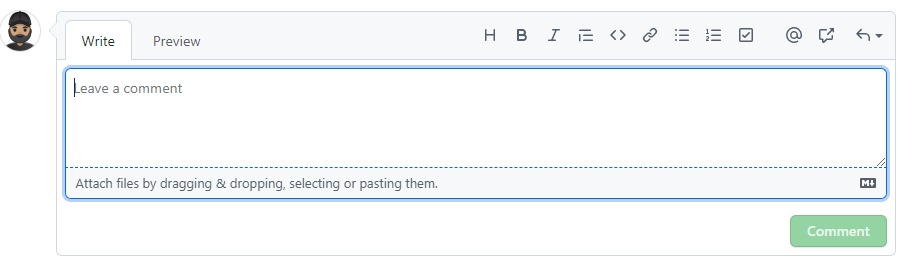 Write Preview H B I @
Leave a comment
Attach files by dragging & dropping, selecting or pasting them.
Comment